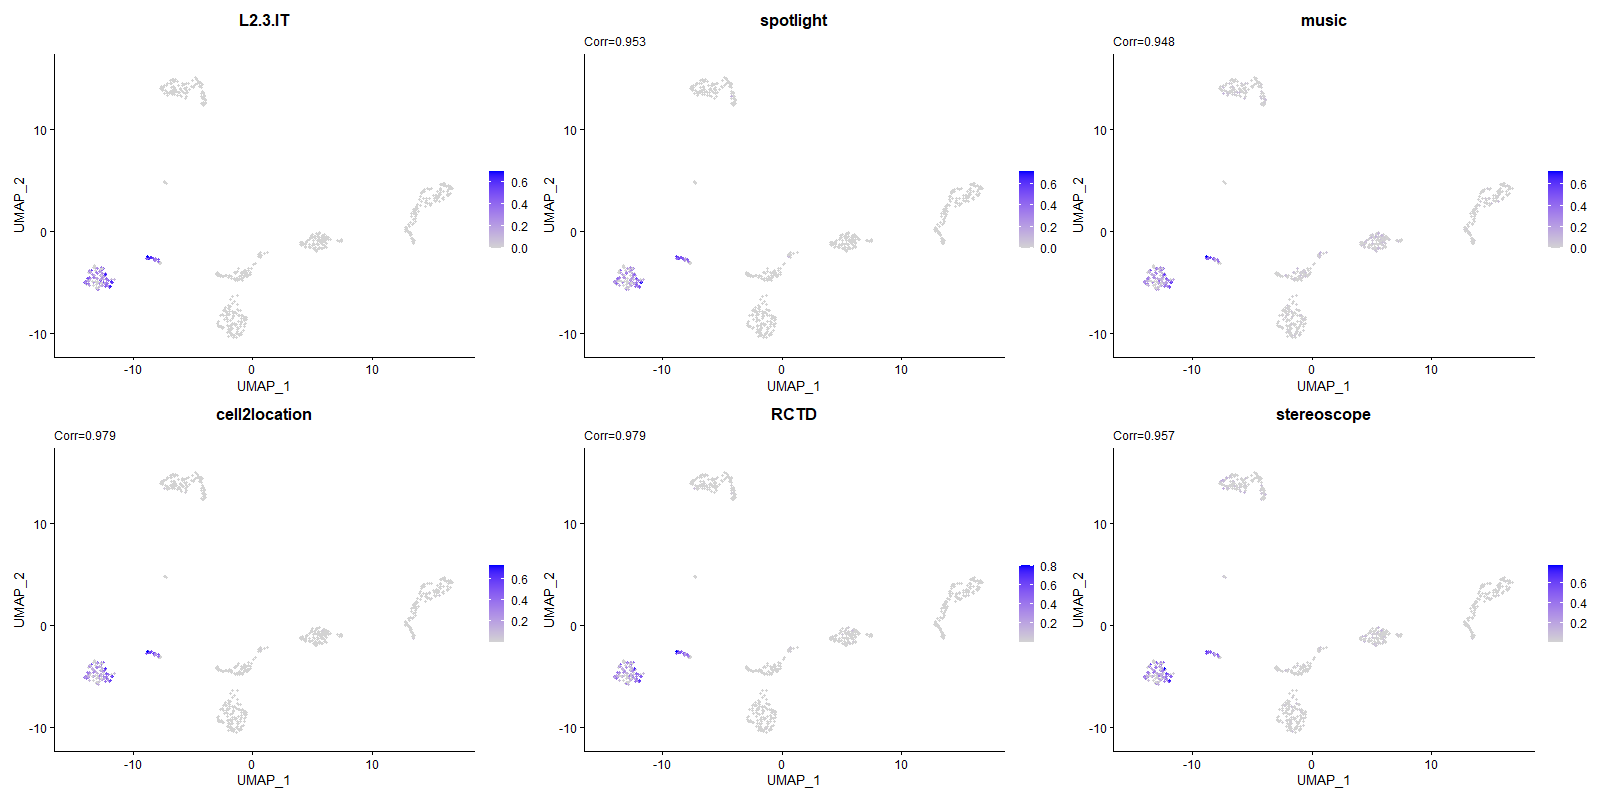 L2.3.IT
UMAP_2
10
0
-10
-10
0
10
UMAP_1
0.6
0.4
0.2
0.0
spotlight
Corr=0.953
UMAP_2
10
0
-10
-10
0
10
UMAP_1
0.6
0.4
0.2
0.0
music
Corr=0.948
UMAP_2
10
0
-10
-10
0
10
UMAP_1
0.6
0.4
0.2
0.0
cell2location
Corr=0.979
UMAP_2
10
0
-10
-10
0
10
UMAP_1
0.6
0.4
0.2
RCTD
Corr=0.979
UMAP_2
10
0
-10
-10
0
10
UMAP_1
0.8
0.6
0.4
0.2
stereoscope
Corr=0.957
UMAP_2
10
0
-10
-10
0
10
UMAP_1
0.6
0.4
0.2